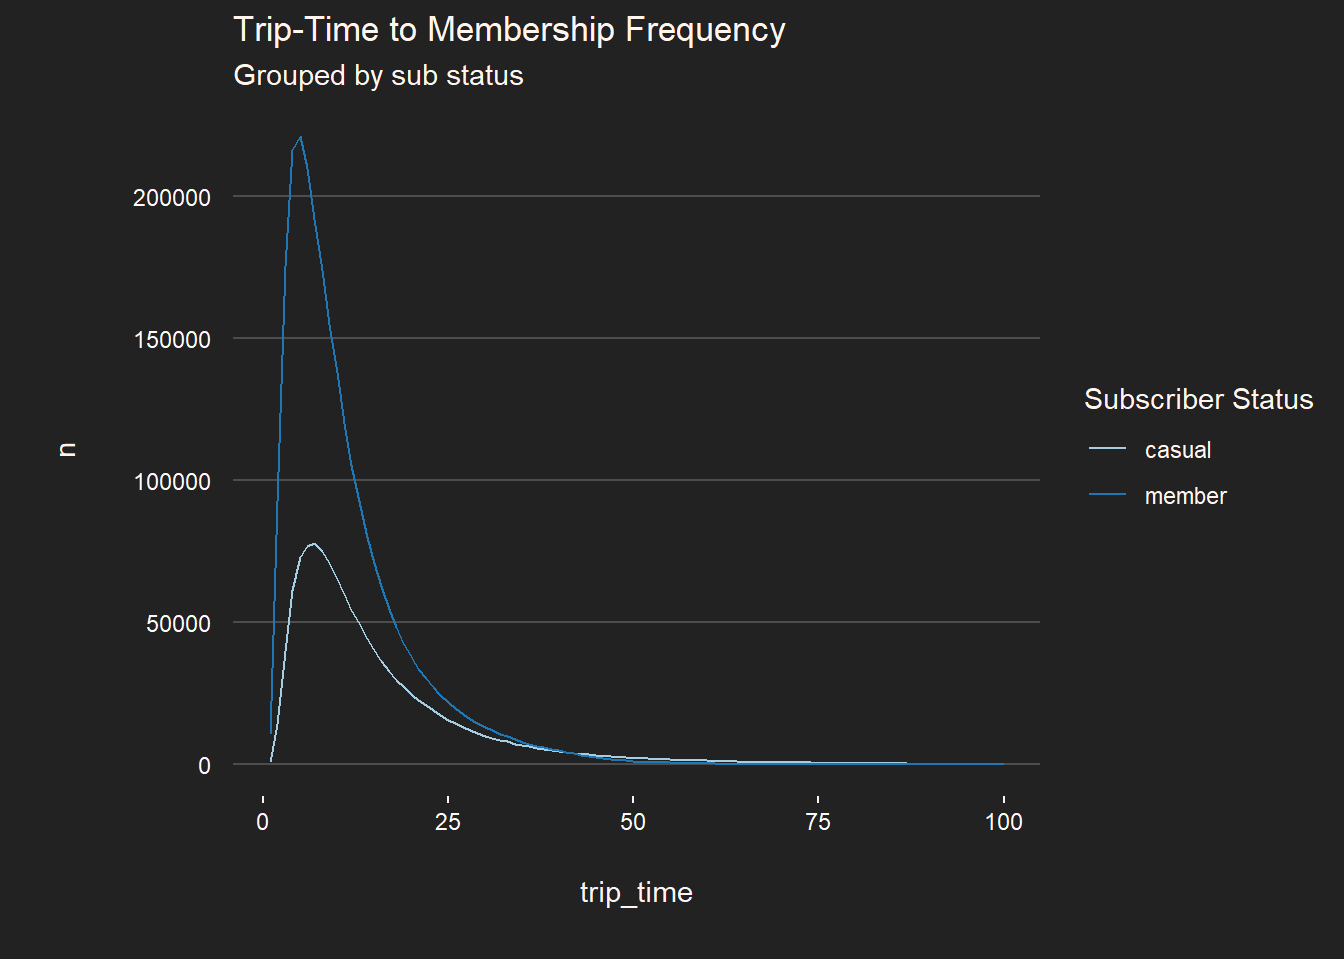 Trip-Time to Membership Frequency
Grouped by sub status
200000
150000
100000
50000
0
n
0 25 50 75 100
trip_time
Subscriber Status
casual
member